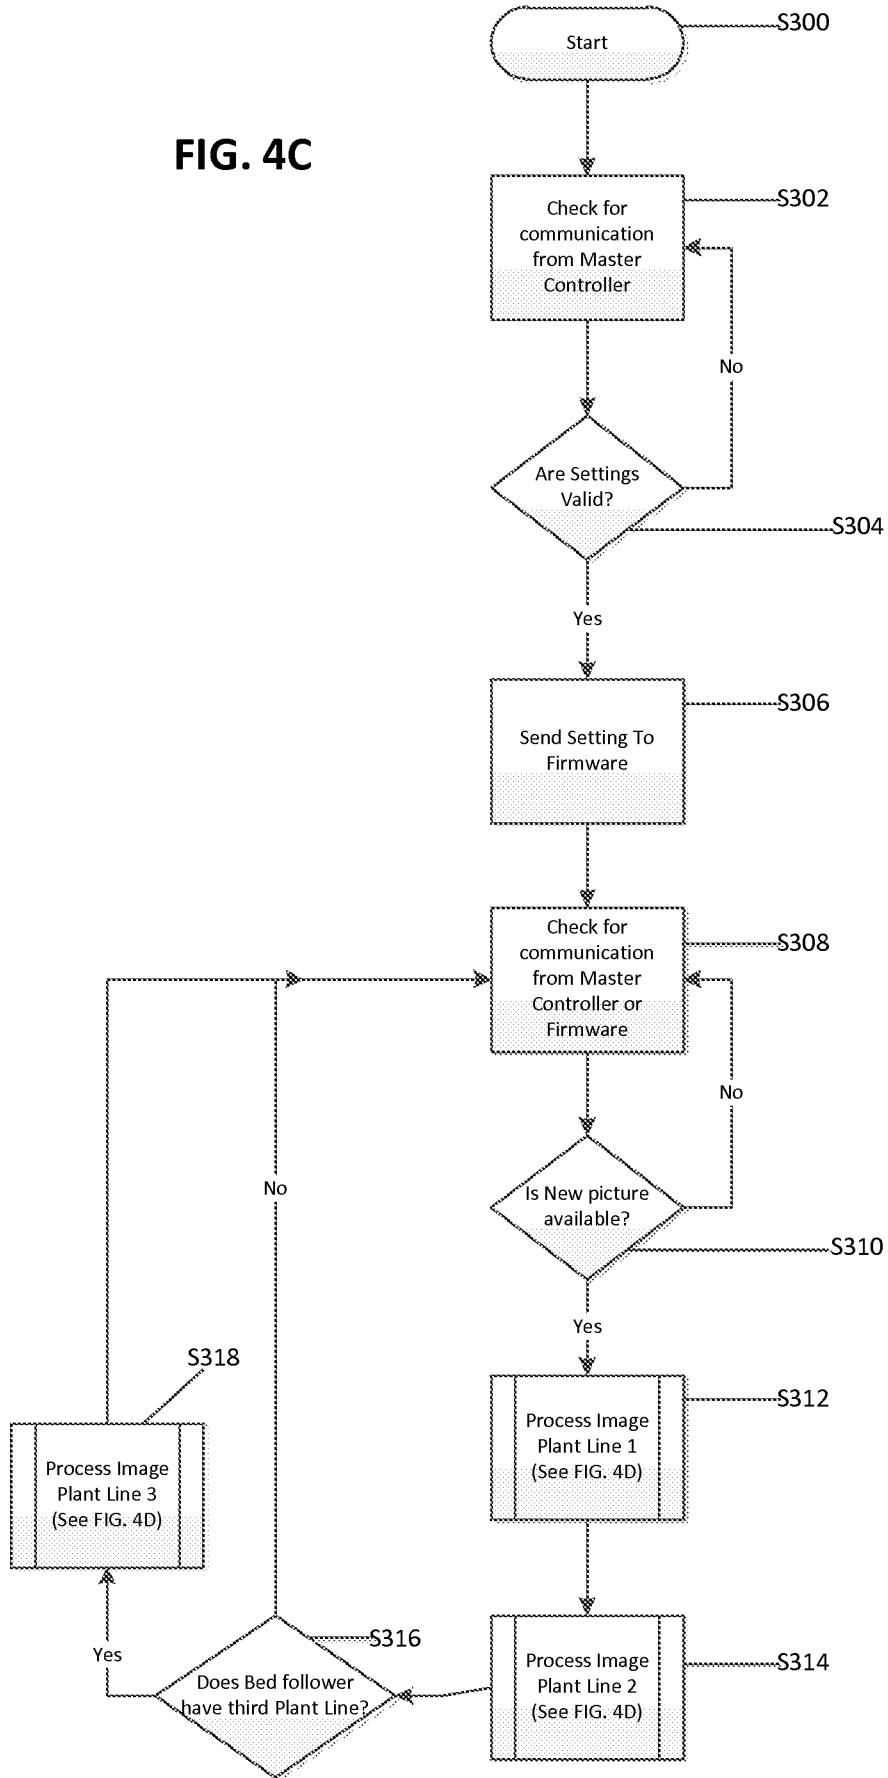 Start
S300
FIG. 4C
Check for
communication
from Master
Controller
S302
No
Are Settings
Valid?
S304
Yes
Send Setting To
Firmware
S306
Check for
communication
from Master
Controller or
Firmware
S308
No
No
Is New picture
available?
S310
Yes
S318
Process Image
Plant Line 1
(See FIG. 4D)
S312
Process Image
Plant Line 3
(See FIG. 4D)
Yes
S316
Does Bed follower
have third Plant Line?
Process Image
Plant Line 2
(See FIG. 4D)
S314